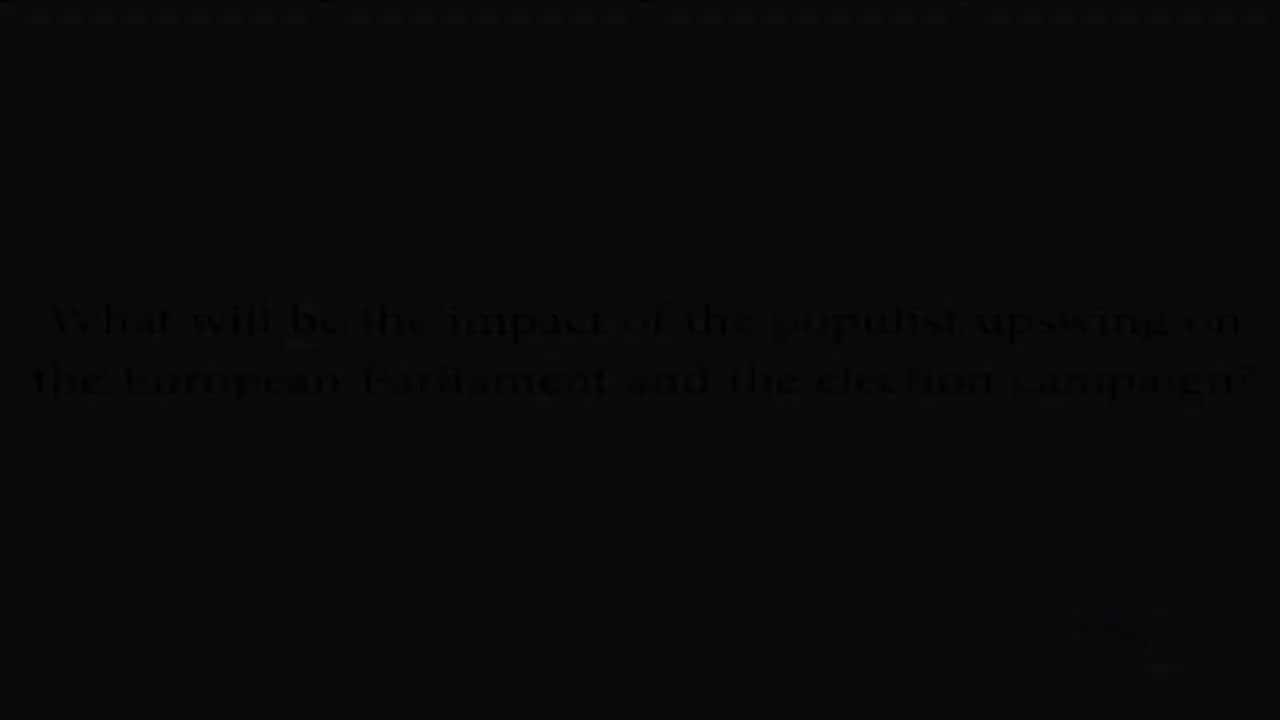 What will be the impact of the populist upswing on
the European Parliament and the election campaign?